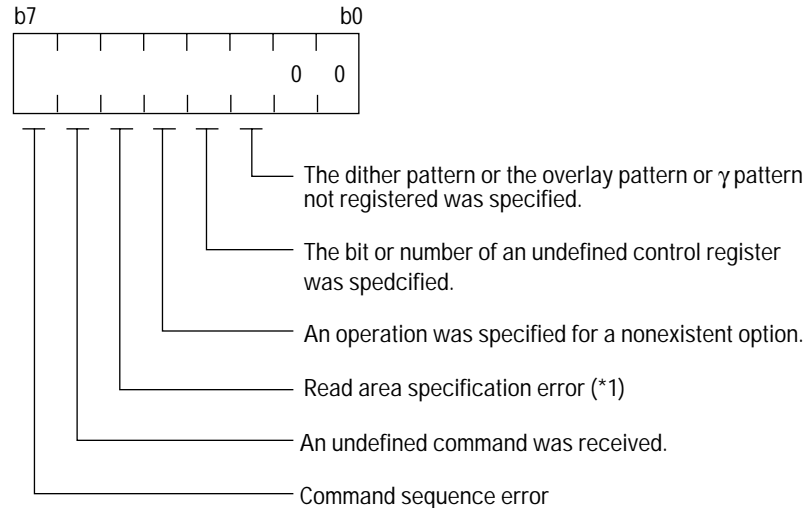 b7 b0
0 0
The dither pattern or the overlay pattern or γ pattern
not registered was specified.
The bit or number of an undefined control register
was spedcified.
An operation was specified for a nonexistent option.
Read area specification error (*1)
An undefined command was received.
Command sequence error